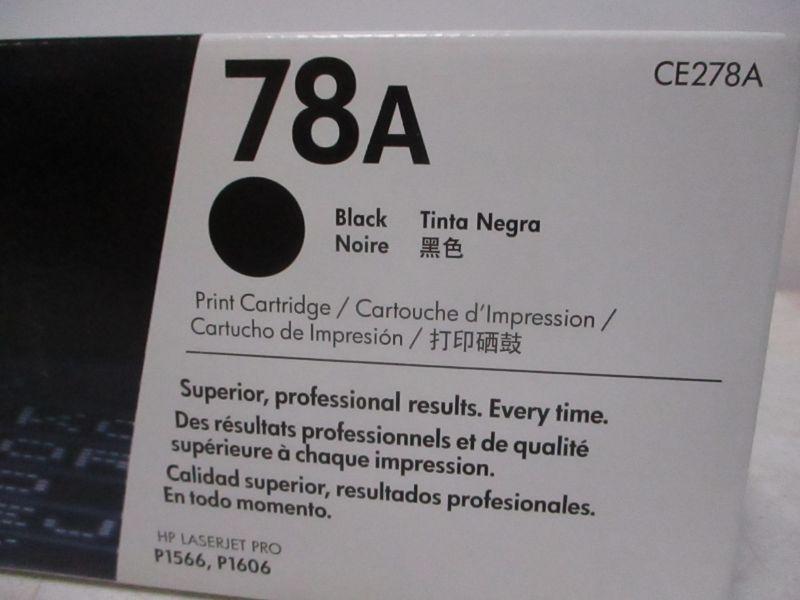 78A
CE278A
Black Tinta Negra
Noire 黑色
Print Cartridge / Cartouche d'Impression /
Cartucho de Impresión / 打印硒鼓
Superior, professional results. Every time.
Des résultats professionnels et de qualité
supérieure à chaque impression.
Calidad superior, resultados profesionales.
En todo momento.
HP LASERJET PRO
P1566, P1606